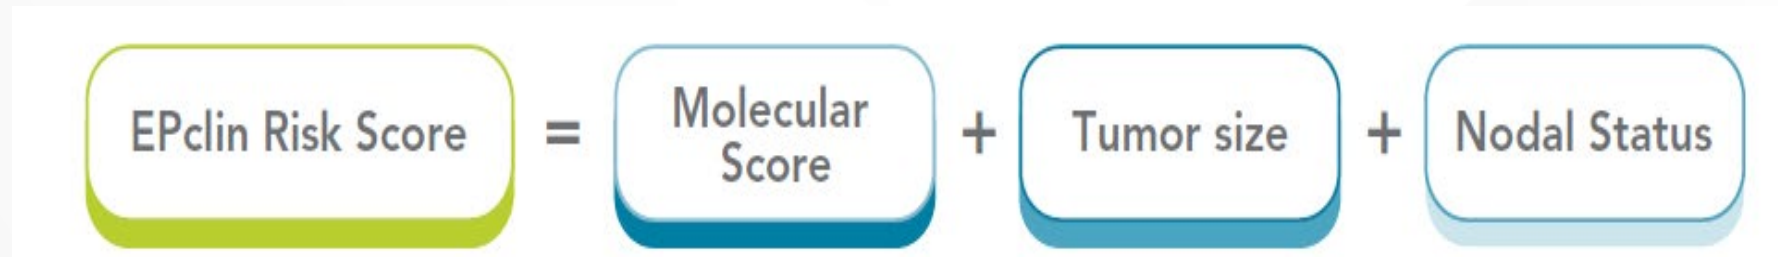 EPclin Risk Score = Molecular Score + Tumor size + Nodal Status